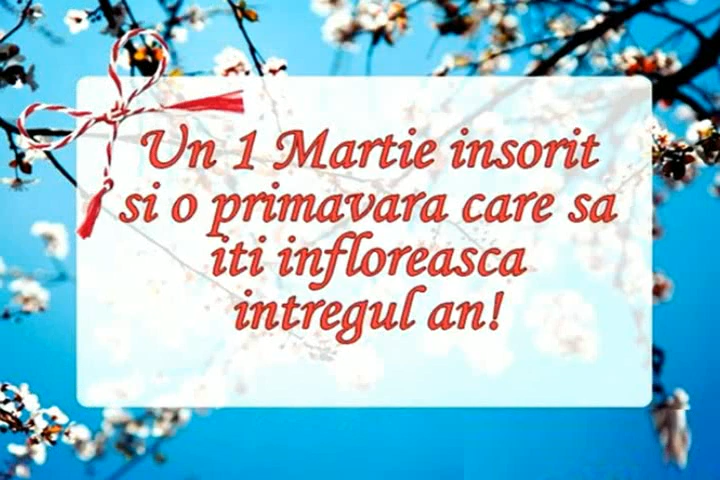 Un 1 Martie insorit
si o primavara care sa
iti infloreasca
intregul an!